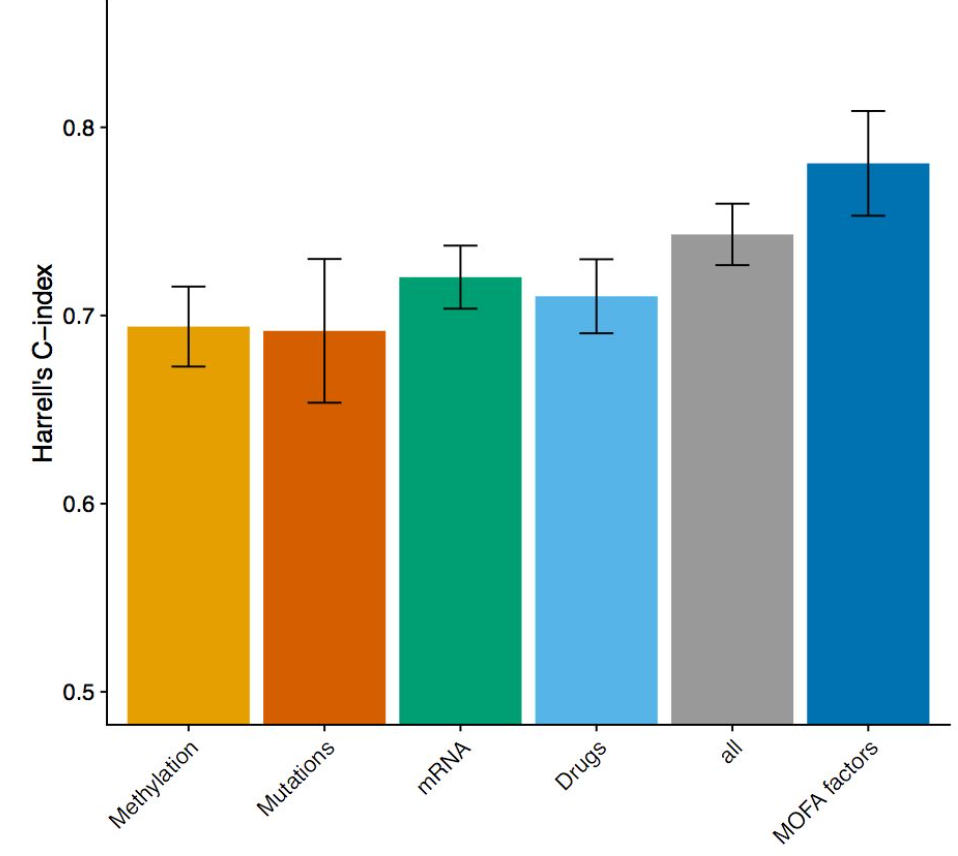 Harrell's C−index
0.8
0.7
0.6
0.5
Methylation
Mutations
mRNA
Drugs
all
MOFA factors